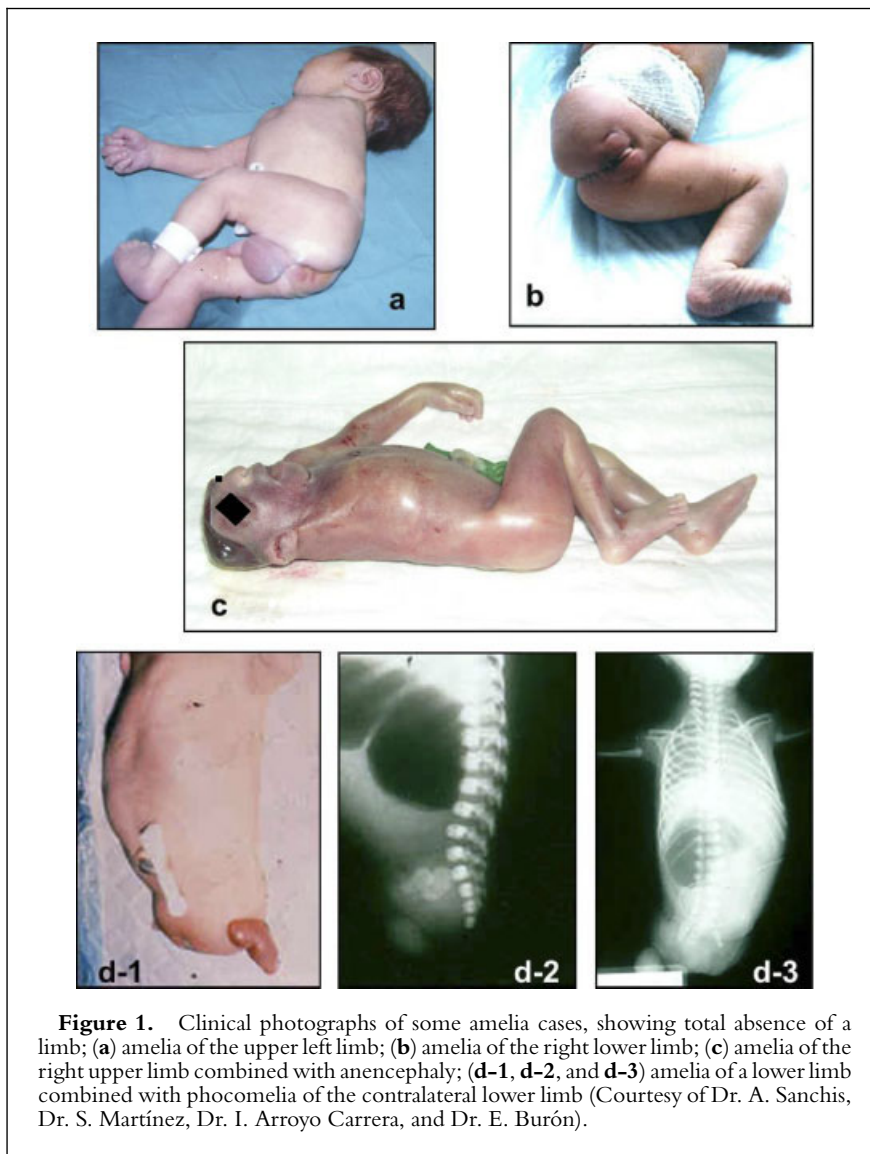 a
b
c
d-1
d-2
d-3
Figure 1. Clinical photographs of some amelia cases, showing total absence of a
limb; (a) amelia of the upper left limb; (b) amelia of the right lower limb; (c) amelia of the
right upper limb combined with anencephaly; (d-1, d-2, and d-3) amelia of a lower limb
combined with phocomelia of the contralateral lower limb (Courtesy of Dr. A. Sanchis,
Dr. S. Martínez, Dr. I. Arroyo Carrera, and Dr. E. Burón).